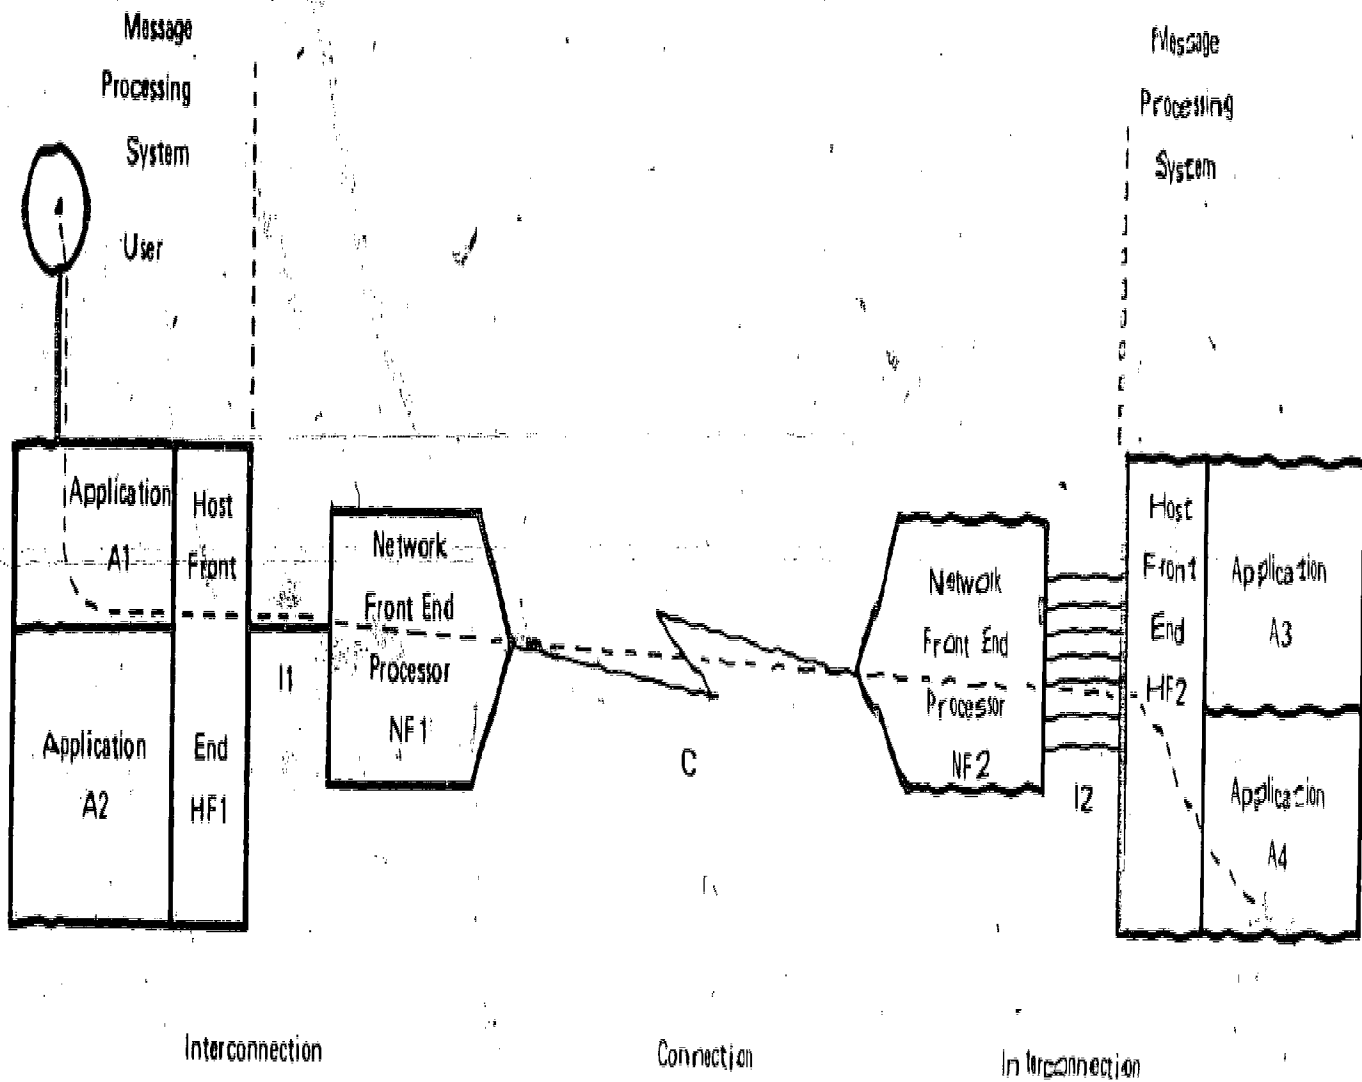 Message
Processing
System
User
Message
Processing
System
Application
A1
Host
Front
End
HF1
Application
A2
I1
Network
Front End
Processor
NF1
C
Network
Front End
Processor
NF2
I2
Host
Front
End
HF2
Application
A3
Application
A4
Interconnection
Connection
Interconnection